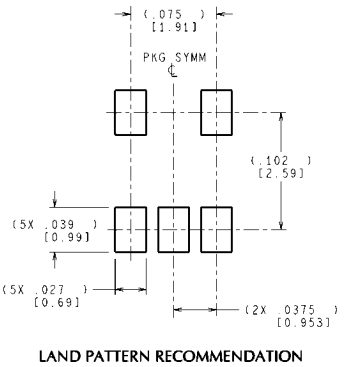 (.075 )
[1.91]
PKG SYMM
℄
(.102 )
[2.59]
(5X .039 )
[0.99]
(5X .027 )
[0.69]
(2X .0375 )
[0.953]
LAND PATTERN RECOMMENDATION